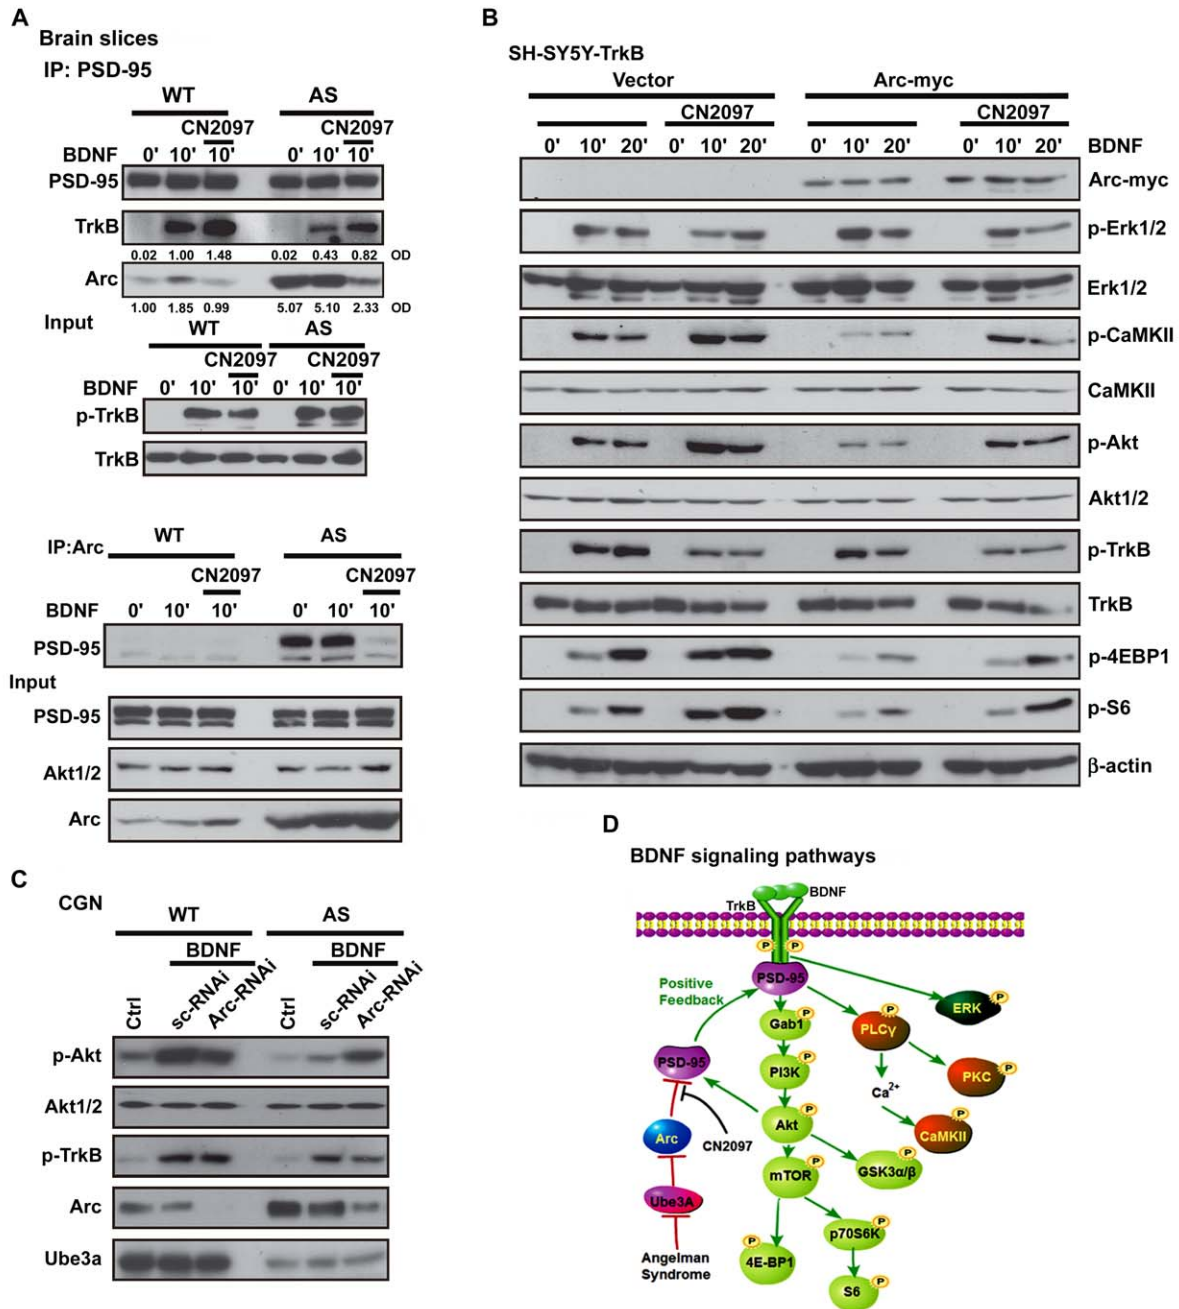 A
Brain slices
IP: PSD-95
WT AS
CN2097 CN2097
BDNF 0' 10' 10' 0' 10' 10'
PSD-95
TrkB
0.02 1.00 1.48 0.02 0.43 0.82 OD
Arc
1.00 1.85 0.99 5.07 5.10 2.33 OD
Input
WT AS
CN2097 CN2097
BDNF 0' 10' 10' 0' 10' 10'
p-TrkB
TrkB
IP:Arc
WT AS
CN2097 CN2097
BDNF 0' 10' 10' 0' 10' 10'
PSD-95
Input
PSD-95
Akt1/2
Arc
B
SH-SY5Y-TrkB
Vector Arc-myc
CN2097 CN2097
0' 10' 20' 0' 10' 20' 0' 10' 20' 0' 10' 20' BDNF
Arc-myc
p-Erk1/2
Erk1/2
p-CaMKII
CaMKII
p-Akt
Akt1/2
p-TrkB
TrkB
p-4EBP1
p-S6
β-actin
C
CGN
WT AS
BDNF BDNF
Ctrl sc-RNAi Arc-RNAi Ctrl sc-RNAi Arc-RNAi
p-Akt
Akt1/2
p-TrkB
Arc
Ube3a
D
BDNF signaling pathways
TrkB BDNF
P P
PSD-95
Positive
Feedback
ERK P
Gab1 P
PLCγ P
PSD-95
PI3K P
PKC P
Ca2+
Akt P
CaMKII P
Arc
CN2097
mTOR P
GSK3α/β P
Ube3A
p70S6K P
Angelman
Syndrome
4E-BP1 P
S6 P